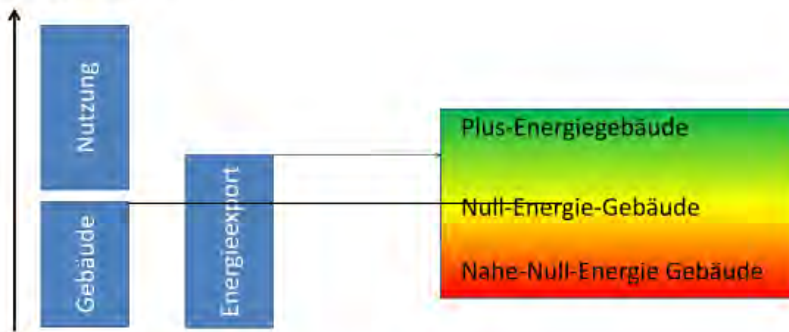 Nutzung
Gebäude
Energieexport
Plus-Energiegebäude
Null-Energie-Gebäude
Nahe-Null-Energie Gebäude